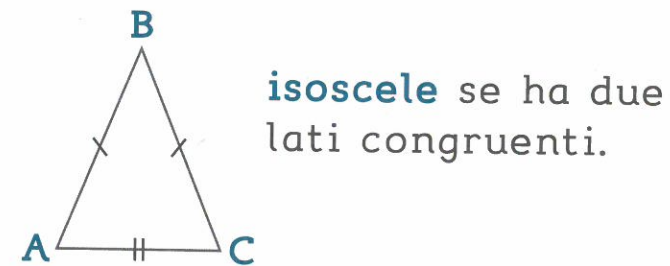 B
isoscele se ha due
lati congruenti.
A
C